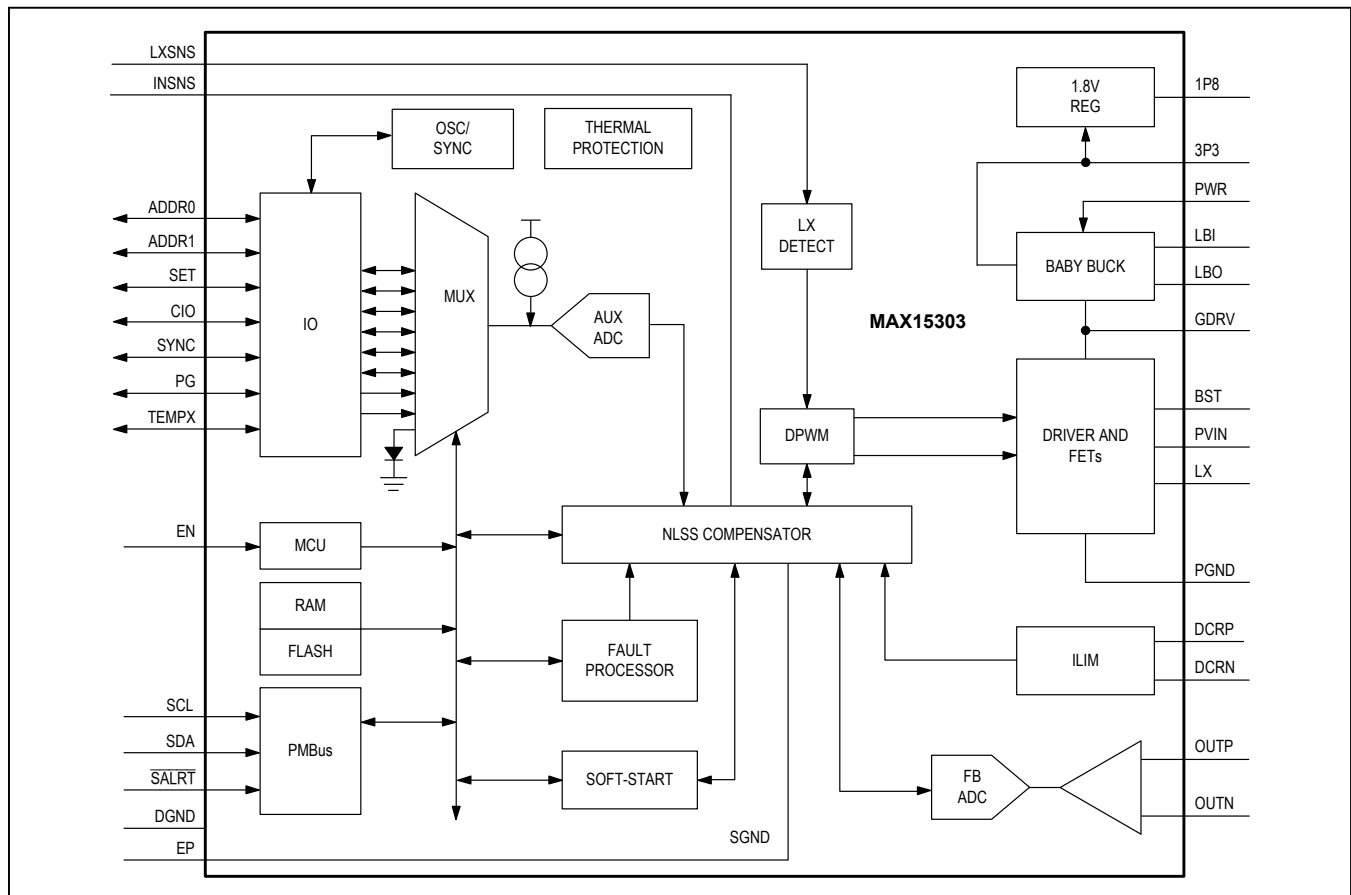 LXSNS
INSNS
OSC/
SYNC
THERMAL
PROTECTION
1.8V
REG
1P8
3P3
PWR
LBI
LBO
GDRV
BABY BUCK
LX
DETECT
MAX15303
ADDR0
ADDR1
SET
CIO
SYNC
PG
TEMPX
IO
MUX
AUX
ADC
DPWM
DRIVER AND
FETs
BST
PVIN
LX
PGND
EN
MCU
NLSS COMPENSATOR
RAM
FLASH
FAULT
PROCESSOR
ILIM
DCRP
DCRN
SCL
SDA
SALRT
DGND
EP
PMBus
SOFT-START
SGND
FB
ADC
OUTP
OUTN